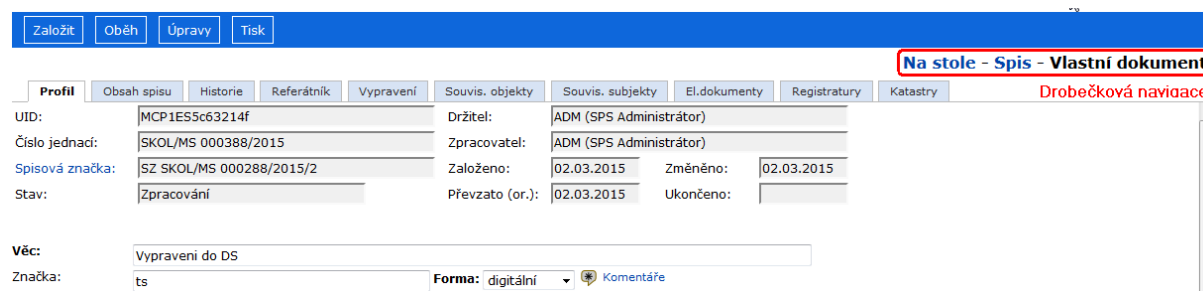 Založit Oběh Úpravy Tisk
Na stole - Spis - Vlastní dokument
Profil Obsah spisu Historie Referátník Vypravení Souvis. objekty Souvis. subjekty El.dokumenty Registratury Katastry Drobečková navigace
UID: MCP1ES5c63214f Držitel: ADM (SPS Administrátor)
Číslo jednací: SKOL/MS 000388/2015 Zpracovatel: ADM (SPS Administrátor)
Spisová značka: SZ SKOL/MS 000288/2015/2 Založeno: 02.03.2015 Změněno: 02.03.2015
Stav: Zpracování Převzato (or.): 02.03.2015 Ukončeno:
Věc: Vypraveni do DS
Značka: ts Forma: digitální Komentáře